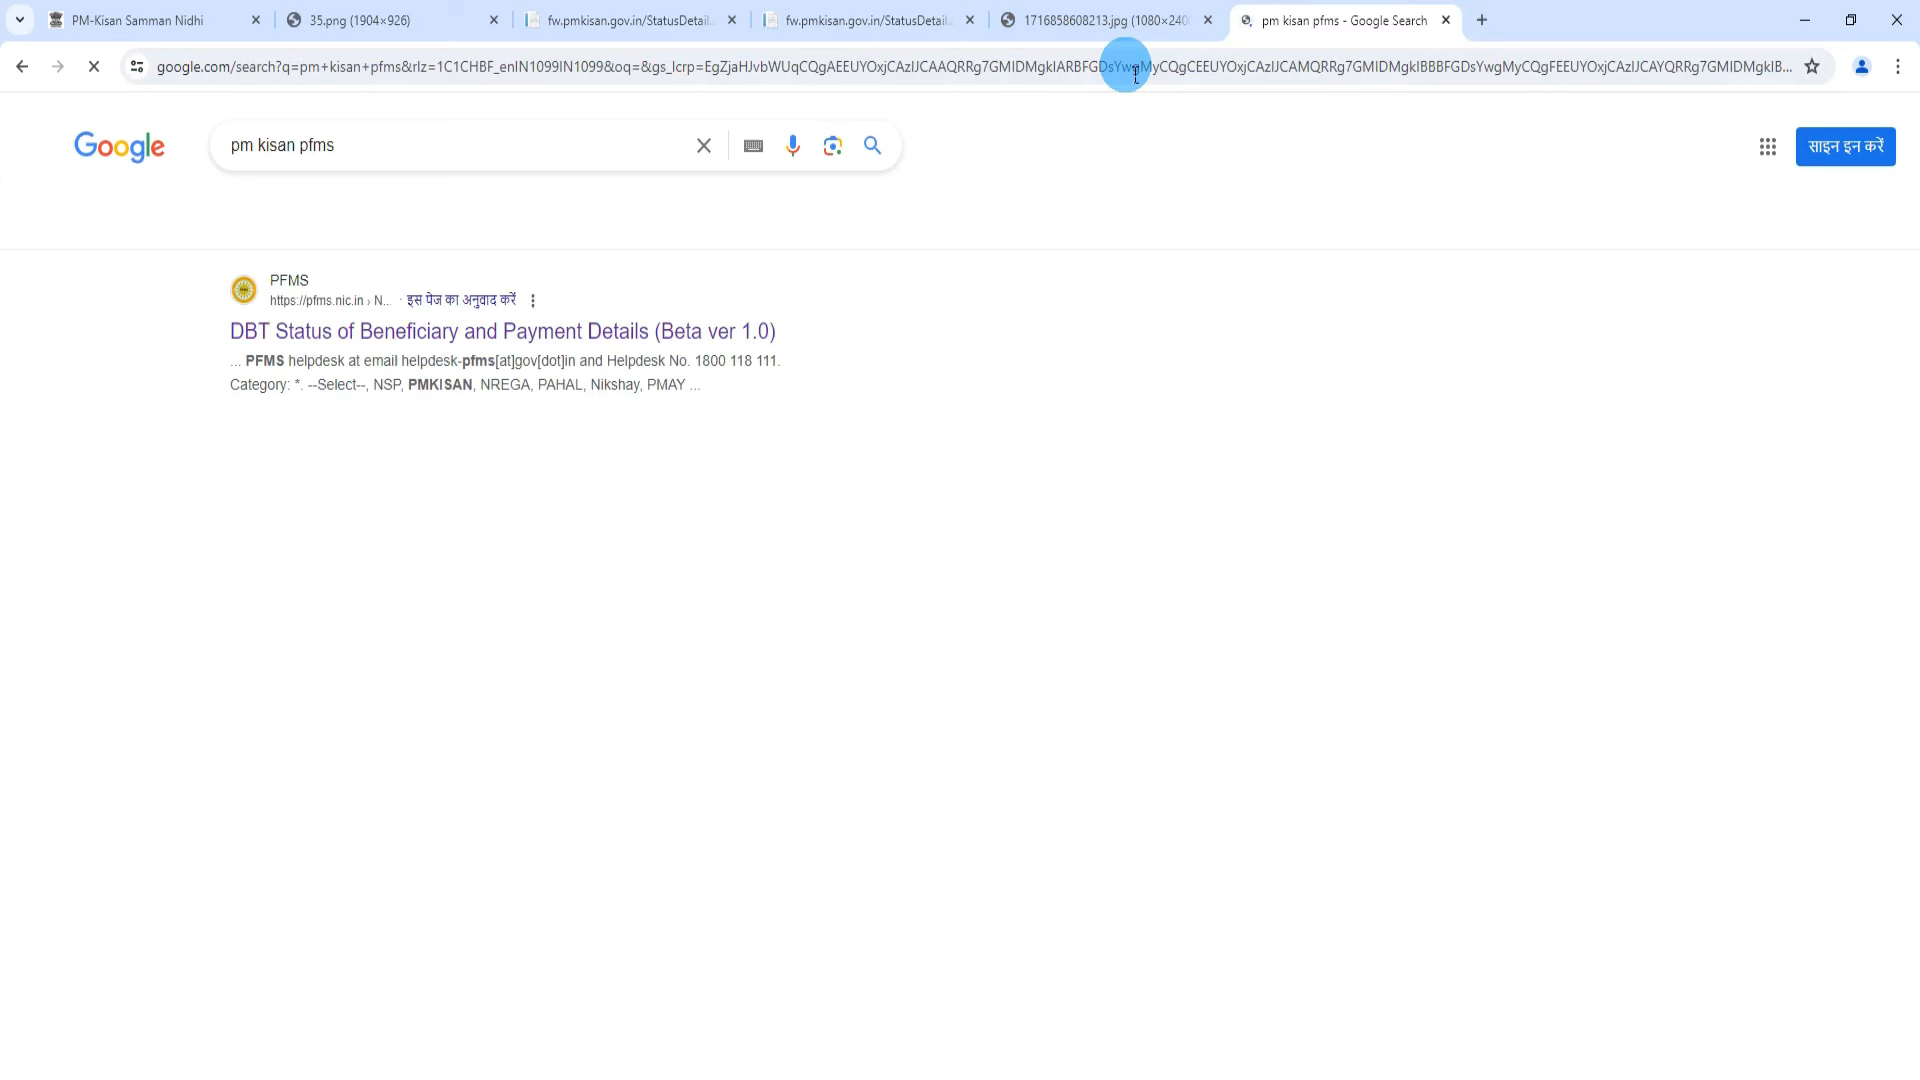 PM-Kisan Samman Nidhi
35.png (1904×926)
fw.pmkisan.gov.in/StatusDetail.
fw.pmkisan.gov.in/StatusDetail.
1716858608213.jpg (1080×240
pm kisan pfms - Google Search
google.com/search?q=pm+kisan+pfms&rlz=1C1CHBF_enIN1099IN1099&oq=&gs_lcrp=
Google
pm kisan pfms
साइन इन करें
PFMS
https://pfms.nic.in › N... · इस पेज का अनुवाद करें
DBT Status of Beneficiary and Payment Details (Beta ver 1.0)
... PFMS helpdesk at email helpdesk-pfms[at]gov[dot]in and Helpdesk No. 1800 118 111.
Category: *. --Select--, NSP, PMKISAN, NREGA, PAHAL, Nikshay, PMAY ...